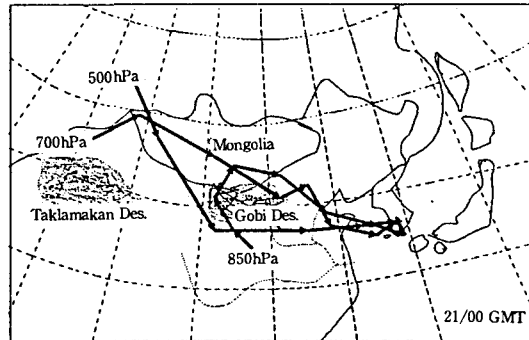 500hPa
700hPa
Mongolia
Taklamakan Des.
Gobi Des.
850hPa
21/00 GMT